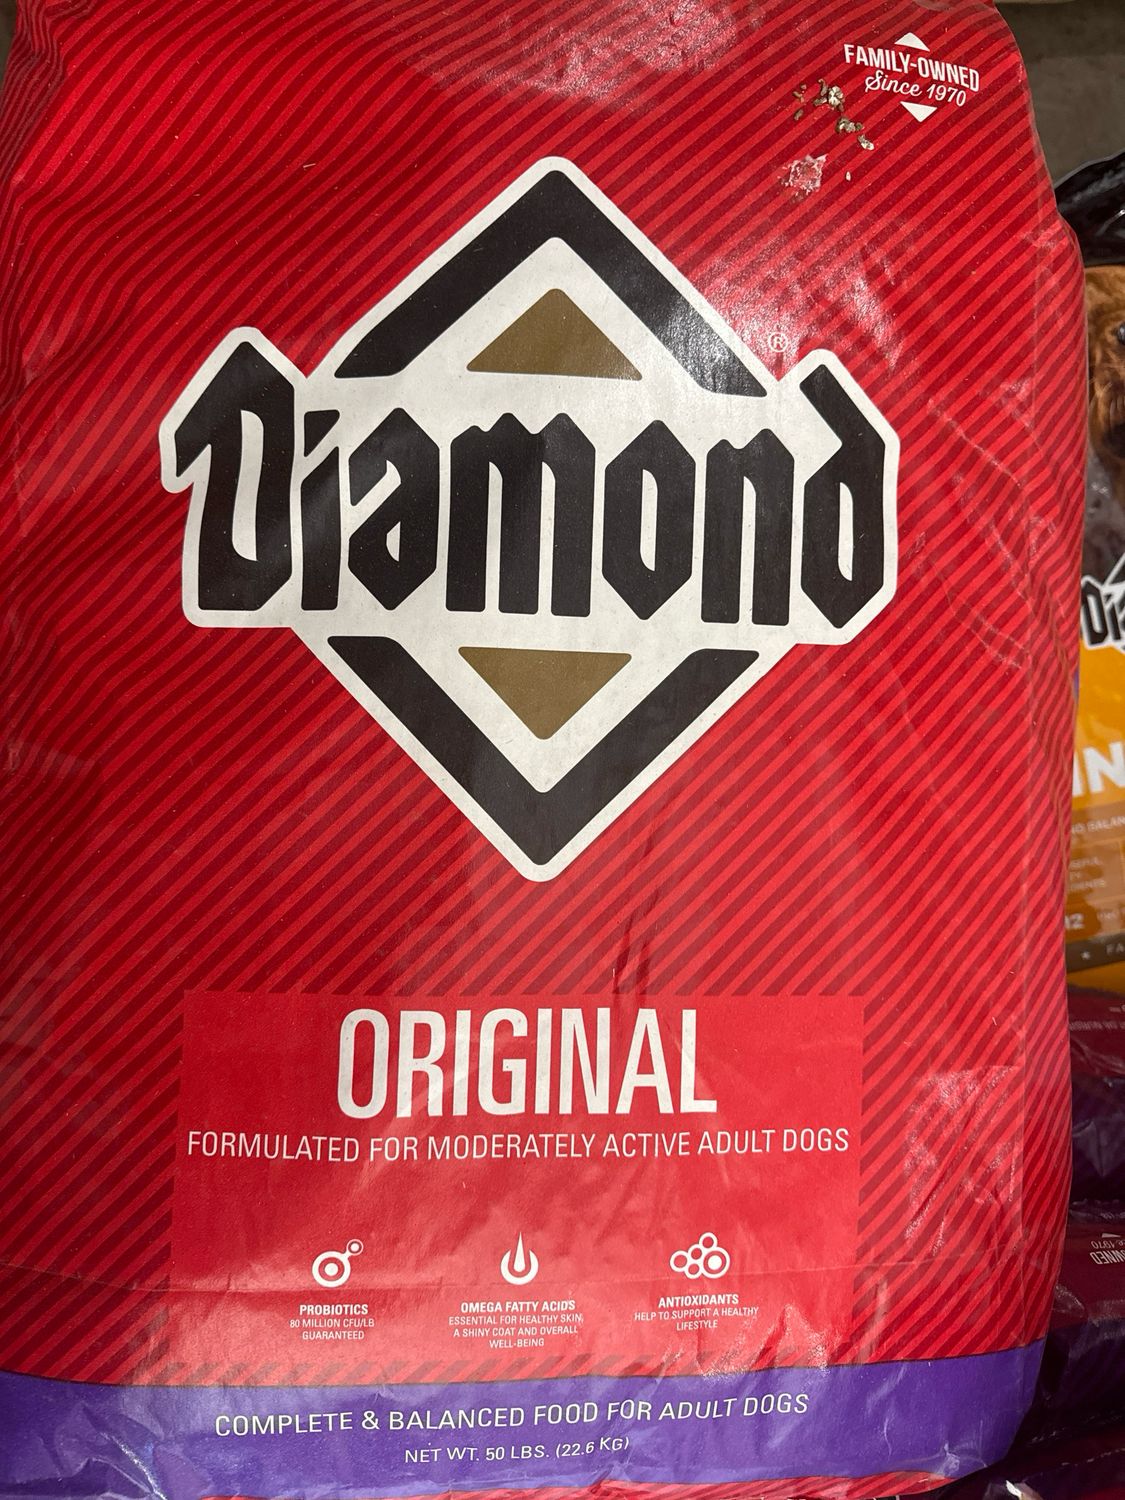 FAMILY-OWNED
Since 1970
Diamond®
ORIGINAL
FORMULATED FOR MODERATELY ACTIVE ADULT DOGS
PROBIOTICS
80 MILLION CFU/LB
GUARANTEED
OMEGA FATTY ACIDS
ESSENTIAL FOR HEALTHY SKIN,
A SHINY COAT AND OVERALL
WELL-BEING
ANTIOXIDANTS
HELP TO SUPPORT A HEALTHY
LIFESTYLE
COMPLETE & BALANCED FOOD FOR ADULT DOGS
NET WT. 50 LBS. (22.6 KG)